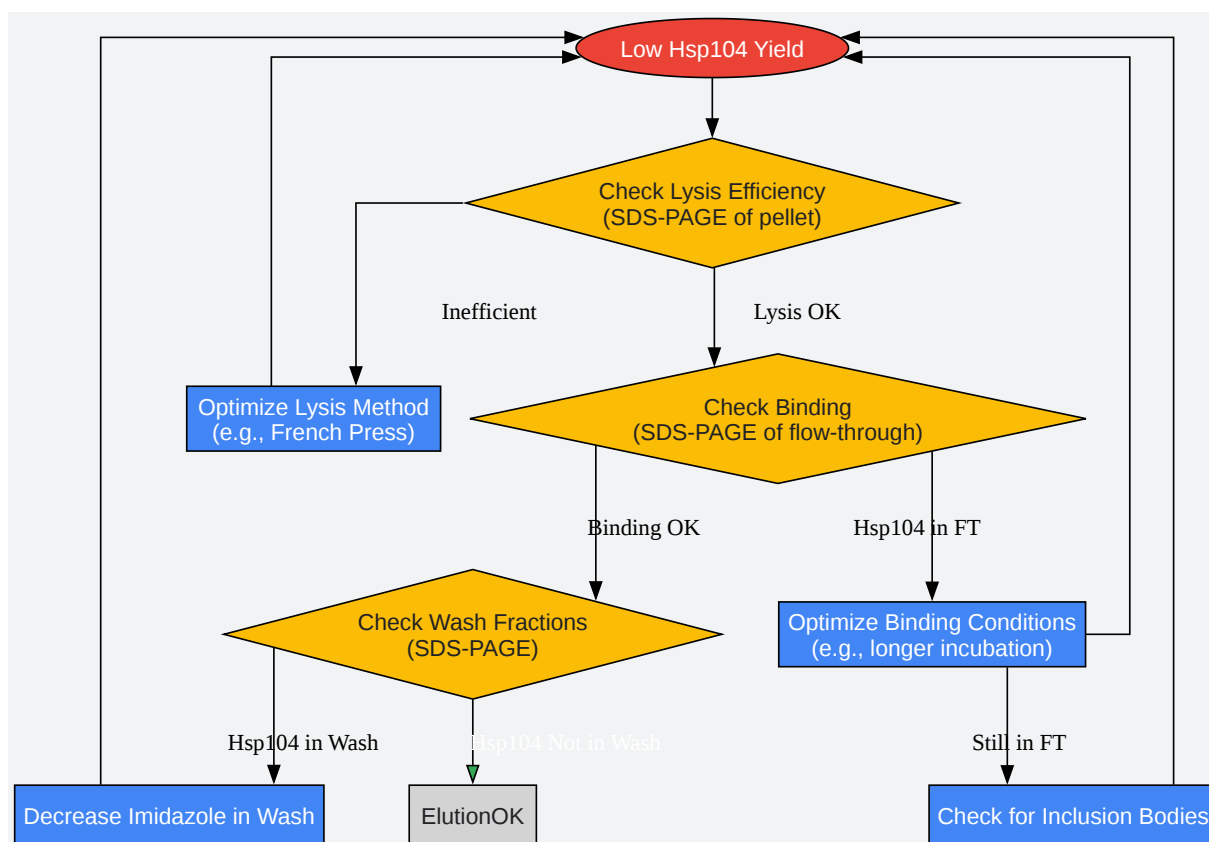 Low Hsp104 Yield
Check Lysis Efficiency
(SDS-PAGE of pellet)
Inefficient
Lysis OK
Optimize Lysis Method
(e.g., French Press)
Check Binding
(SDS-PAGE of flow-through)
Binding OK
Hsp104 in FT
Check Wash Fractions
(SDS-PAGE)
Optimize Binding Conditions
(e.g., longer incubation)
Hsp104 in Wash
Hsp104 Not in Wash
Still in FT
Decrease Imidazole in Wash
ElutionOK
Check for Inclusion Bodies